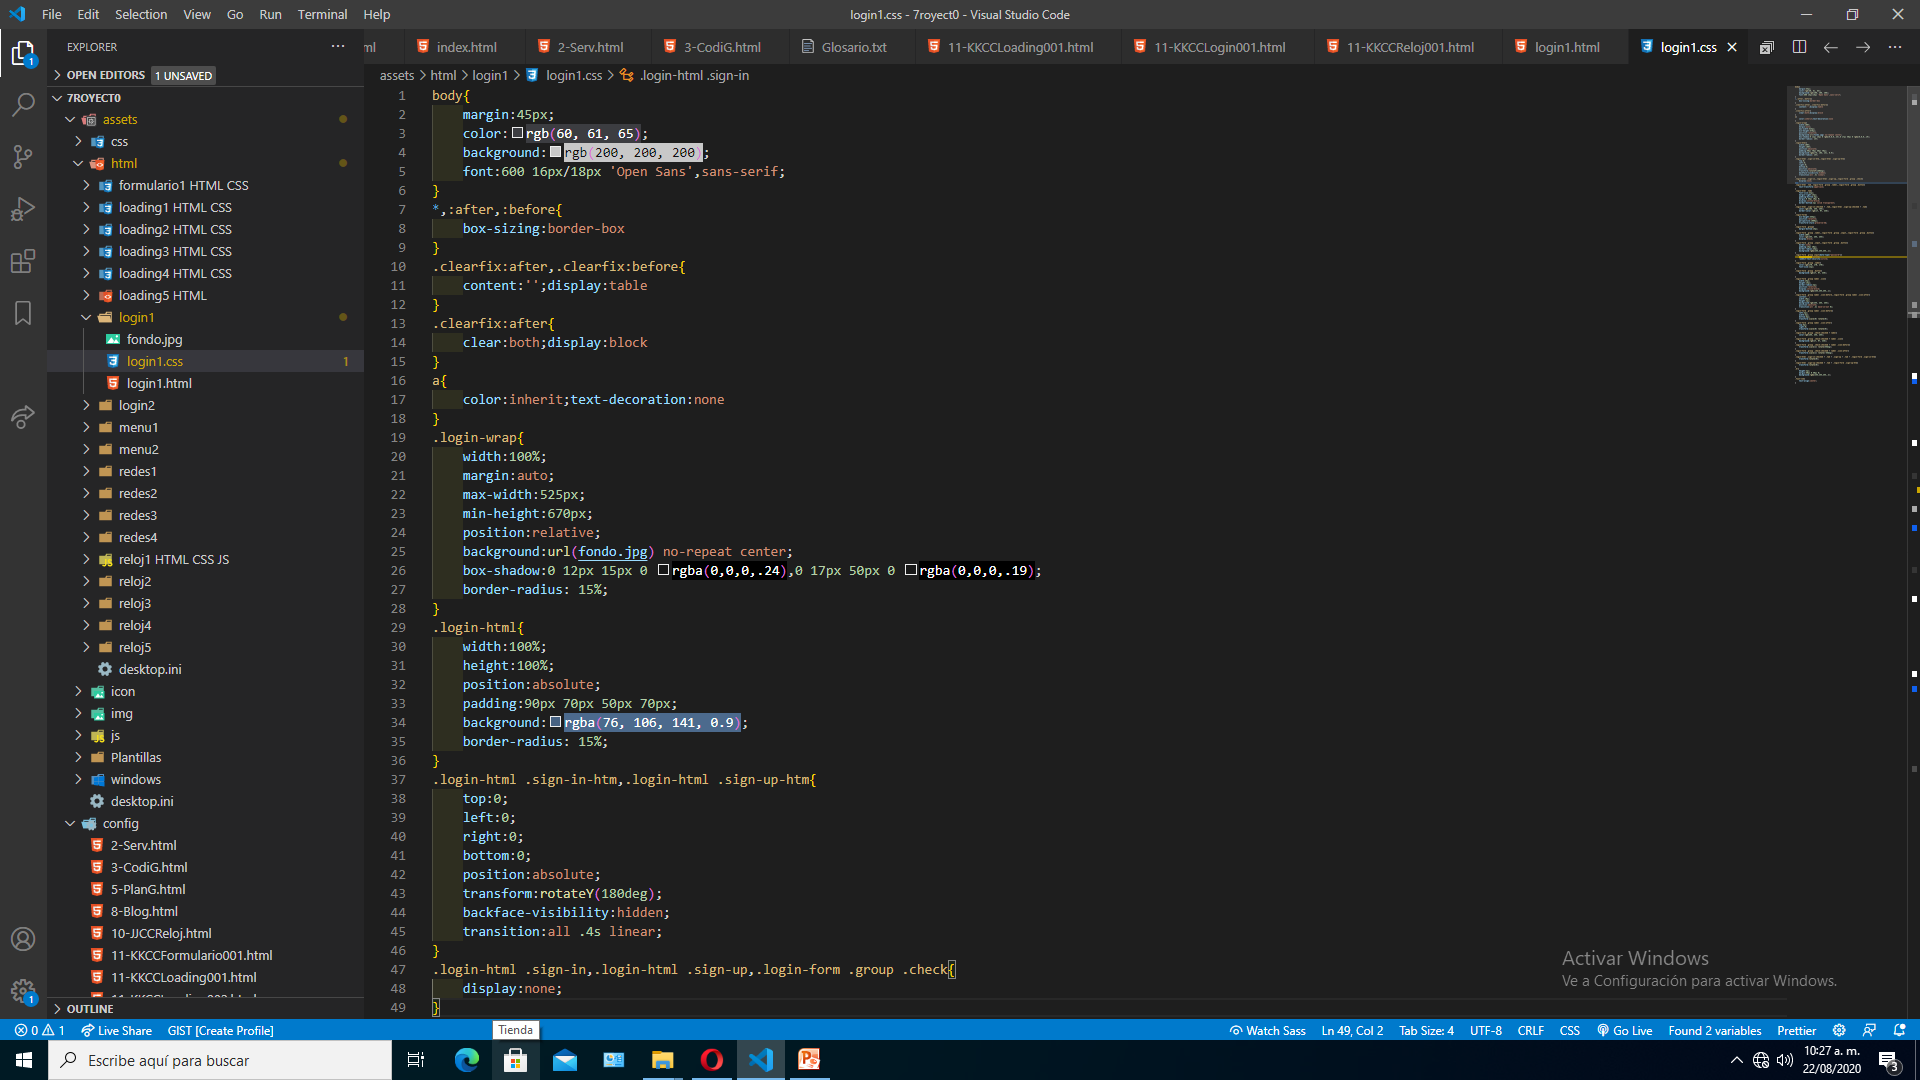 File Edit Selection View Go Run Terminal Help
login1.css - 7royect0 - Visual Studio Code
EXPLORER
OPEN EDITORS 1 UNSAVED
7ROYECT0
assets
css
html
formulario1 HTML CSS
loading1 HTML CSS
loading2 HTML CSS
loading3 HTML CSS
loading4 HTML CSS
loading5 HTML
login1
fondo.jpg
login1.css 1
login1.html
login2
menu1
menu2
redes1
redes2
redes3
redes4
reloj1 HTML CSS JS
reloj2
reloj3
reloj4
reloj5
desktop.ini
icon
img
js
Plantillas
windows
desktop.ini
config
2-Serv.html
3-CodiG.html
5-PlanG.html
8-Blog.html
10-JJCCReloj.html
11-KKCCFormulario001.html
11-KKCCLoading001.html
OUTLINE
ml index.html 2-Serv.html 3-CodiG.html Glosario.txt 11-KKCCLoading001.html 11-KKCCLogin001.html 11-KKCCReloj001.html login1.html login1.css
assets > html > login1 > login1.css > .login-html .sign-in
1 body{
2 margin:45px;
3 color:rgb(60, 61, 65);
4 background:rgb(200, 200, 200);
5 font:600 16px/18px 'Open Sans',sans-serif;
6 }
7 *,:after,:before{
8 box-sizing:border-box
9 }
10 .clearfix:after,.clearfix:before{
11 content:'';display:table
12 }
13 .clearfix:after{
14 clear:both;display:block
15 }
16 a{
17 color:inherit;text-decoration:none
18 }
19 .login-wrap{
20 width:100%;
21 margin:auto;
22 max-width:525px;
23 min-height:670px;
24 position:relative;
25 background:url(fondo.jpg) no-repeat center;
26 box-shadow:0 12px 15px 0 rgba(0,0,0,.24),0 17px 50px 0 rgba(0,0,0,.19);
27 border-radius: 15%;
28 }
29 .login-html{
30 width:100%;
31 height:100%;
32 position:absolute;
33 padding:90px 70px 50px 70px;
34 background:rgba(76, 106, 141, 0.9);
35 border-radius: 15%;
36 }
37 .login-html .sign-in-htm,.login-html .sign-up-htm{
38 top:0;
39 left:0;
40 right:0;
41 bottom:0;
42 position:absolute;
43 transform:rotateY(180deg);
44 backface-visibility:hidden;
45 transition:all .4s linear;
46 }
47 .login-html .sign-in,.login-html .sign-up,.login-form .group .check{
48 display:none;
49 }
Activar Windows
Ve a Configuración para activar Windows.
0 1 Live Share GIST [Create Profile] Tienda Watch Sass Ln 49, Col 2 Tab Size: 4 UTF-8 CRLF CSS Go Live Found 2 variables Prettier
Escribe aquí para buscar
10:27 a. m.
22/08/2020
3